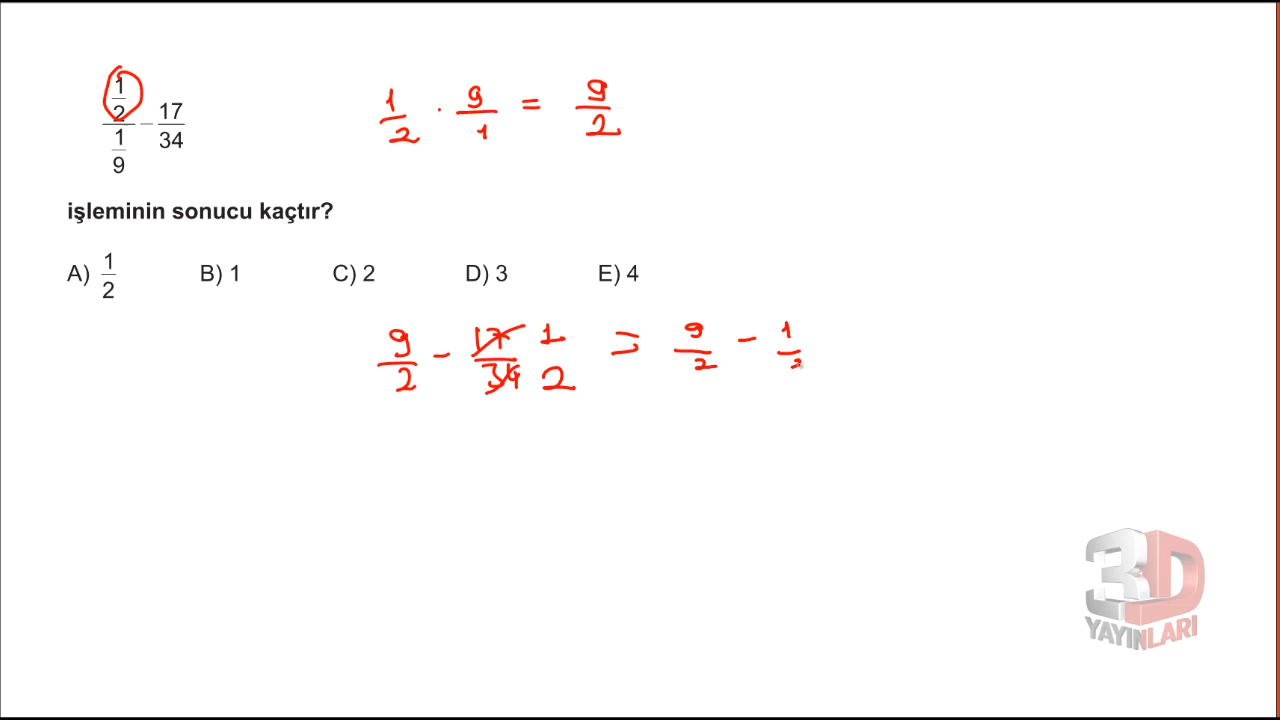 1/2 / 1/9 − 17/34
1/2 · 9/1 = 9/2
işleminin sonucu kaçtır?
A) 1/2 B) 1 C) 2 D) 3 E) 4
9/2 − 17/34 1/2 = 9/2 − 1/2
3D
YAYINLARI